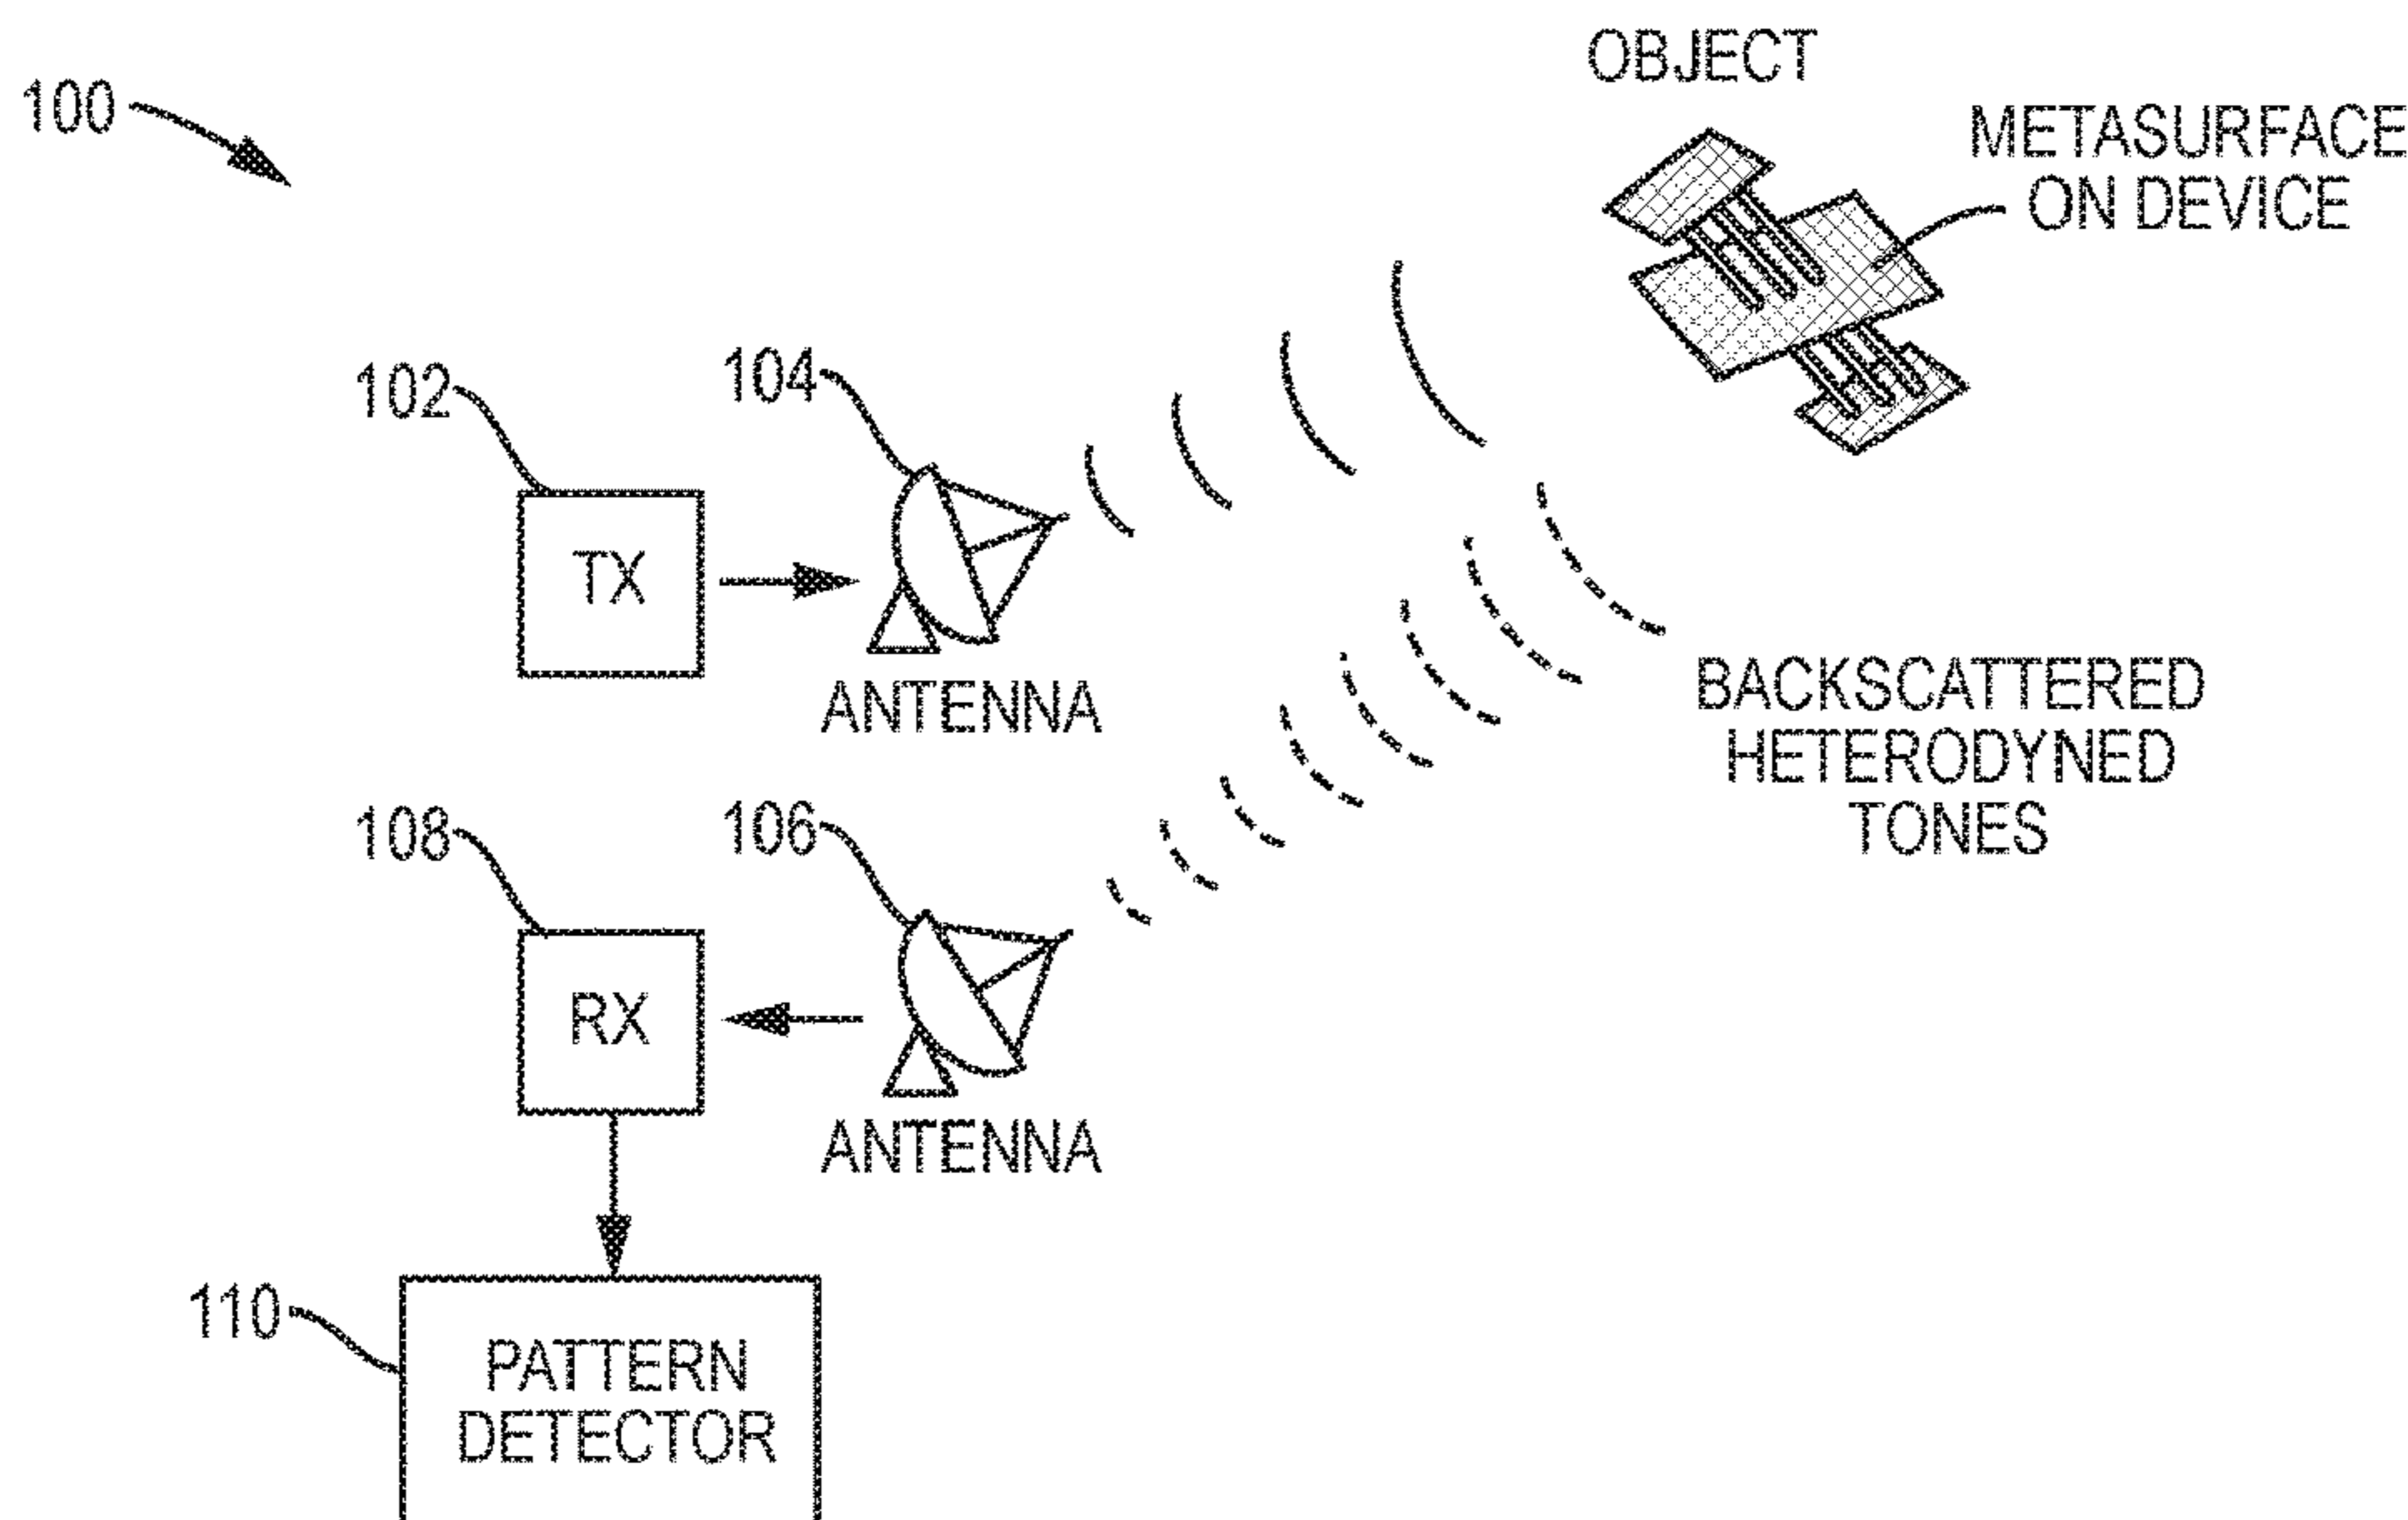 100
OBJECT
METASURFACE
ON DEVICE
102
104
TX
ANTENNA
BACKSCATTERED
HETERODYNED
TONES
108
106
RX
ANTENNA
110
PATTERN
DETECTOR